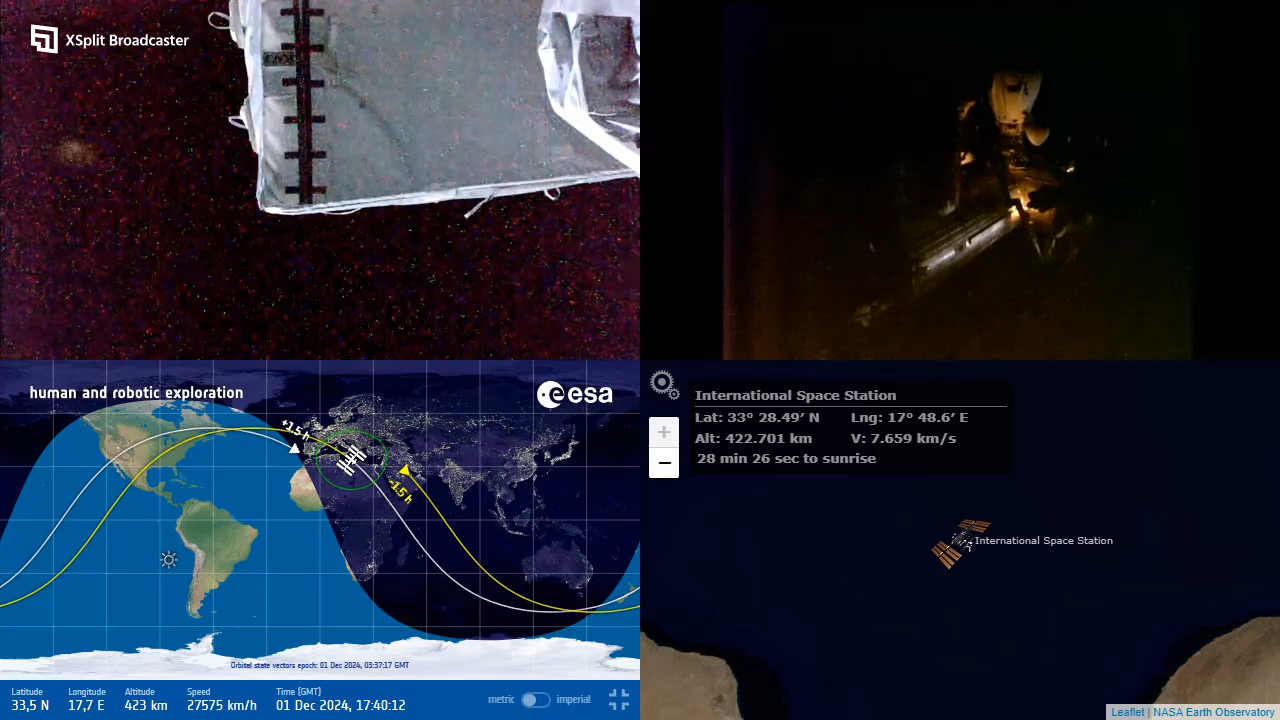 XSplit Broadcaster
human and robotic exploration
esa
+1.5 h
-1.5 h
Orbital state vectors epoch: 01 Dec 2024, 03:37:17 GMT
Latitude Longitude Altitude Speed Time (GMT)
33,5 N 17,7 E 423 km 27575 km/h 01 Dec 2024, 17:40:12
metric imperial
International Space Station
Lat: 33° 28.49′ N Lng: 17° 48.6′ E
Alt: 422.701 km V: 7.659 km/s
28 min 26 sec to sunrise
+
−
International Space Station
Leaflet | NASA Earth Observatory